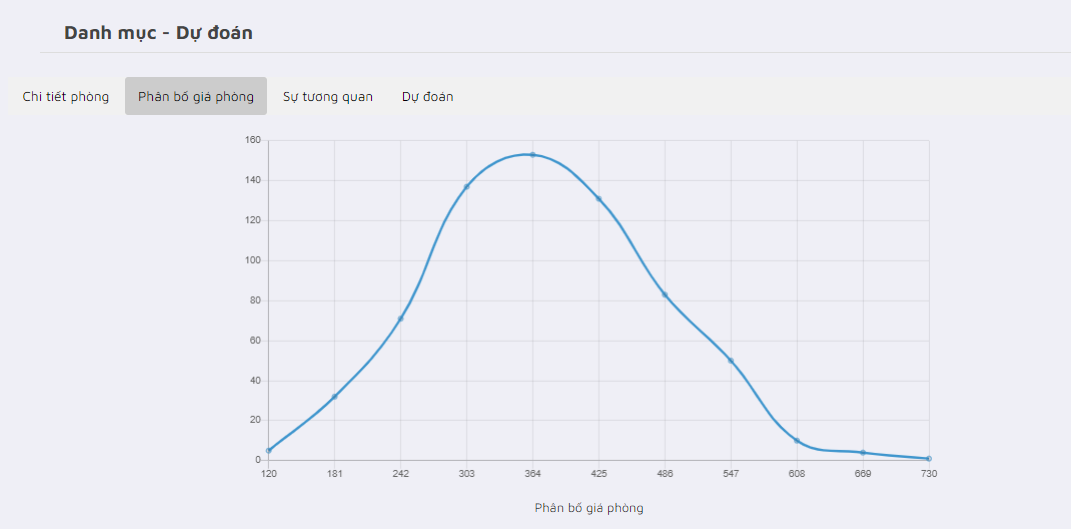 Danh mục - Dự đoán
Chi tiết phòng Phân bố giá phòng Sự tương quan Dự đoán
160
140
120
100
80
60
40
20
0
120 181 242 303 364 425 486 547 608 669 730
Phân bố giá phòng